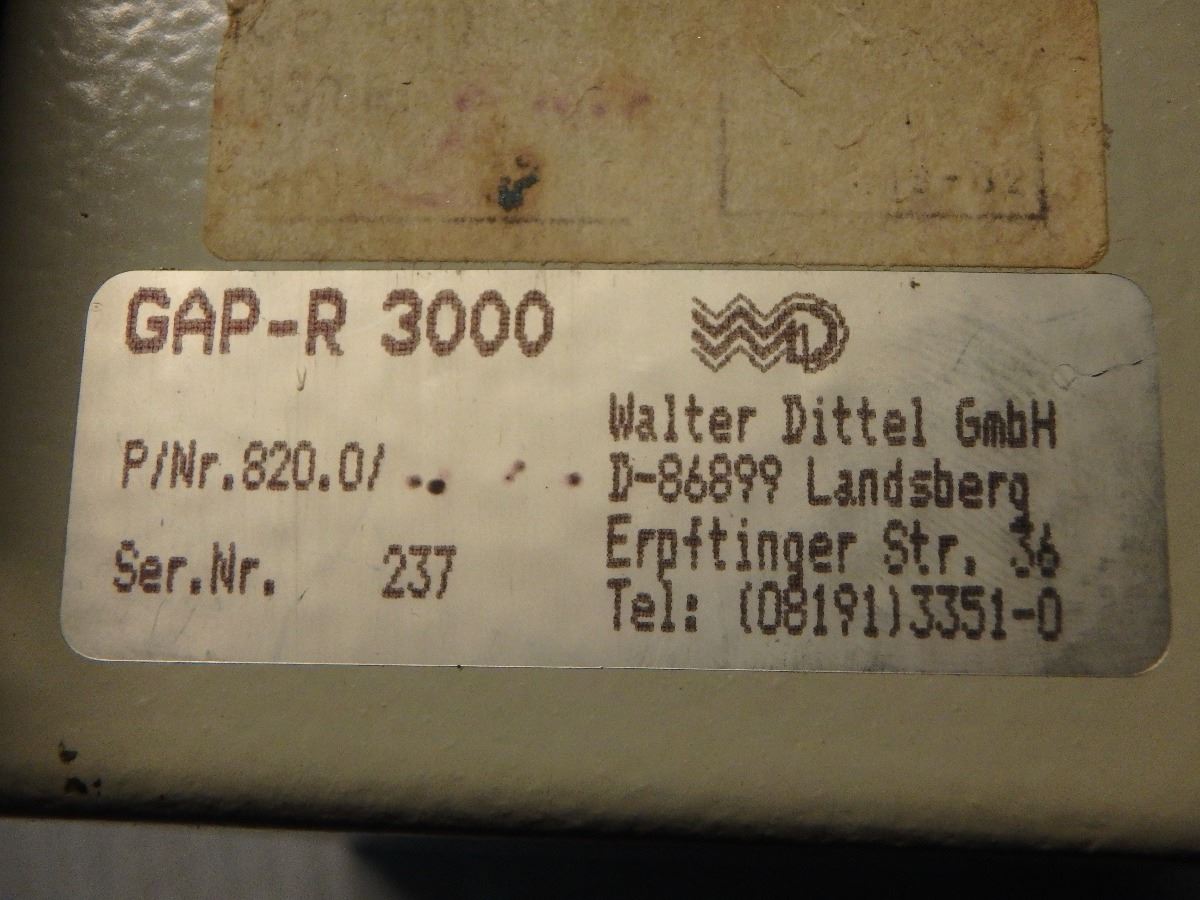 GAP-R 3000
P/Nr.820.0/
Ser.Nr. 237
WD
Walter Dittel GmbH
D-86899 Landsberg
Erpftinger Str. 36
Tel: (08191)3351-0